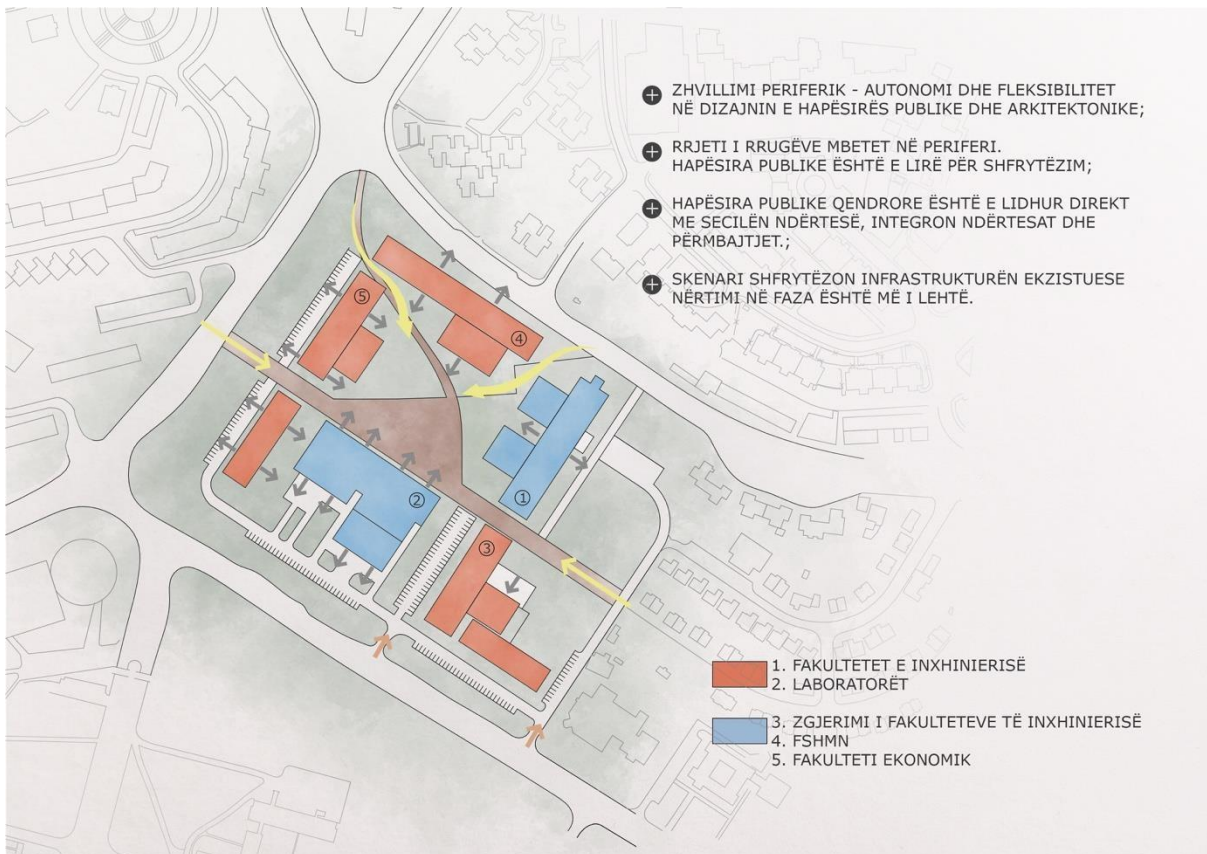 ZHVILLIMI PERIFERIK - AUTONOMI DHE FLEKSIBILITET
NË DIZAJNIN E HAPËSIRËS PUBLIKE DHE ARKITEKTONIKE;
RRJETI I RRUGËVE MBETET NË PERIFERI.
HAPËSIRA PUBLIKE ËSHTË E LIRË PËR SHFRYTËZIM;
HAPËSIRA PUBLIKE QENDRORE ËSHTË E LIDHUR DIREKT
ME SECILËN NDËRTESË, INTEGRON NDËRTESAT DHE
PËRMBAJTJET.;
SKENARI SHFRYTËZON INFRASTRUKTURËN EKZISTUESE
NËRTIMI NË FAZA ËSHTË MË I LEHTË.
5
4
2
1
3
1. FAKULTETET E INXHINIERISË
2. LABORATORËT
3. ZGJERIMI I FAKULTETEVE TË INXHINIERISË
4. FSHMN
5. FAKULTETI EKONOMIK